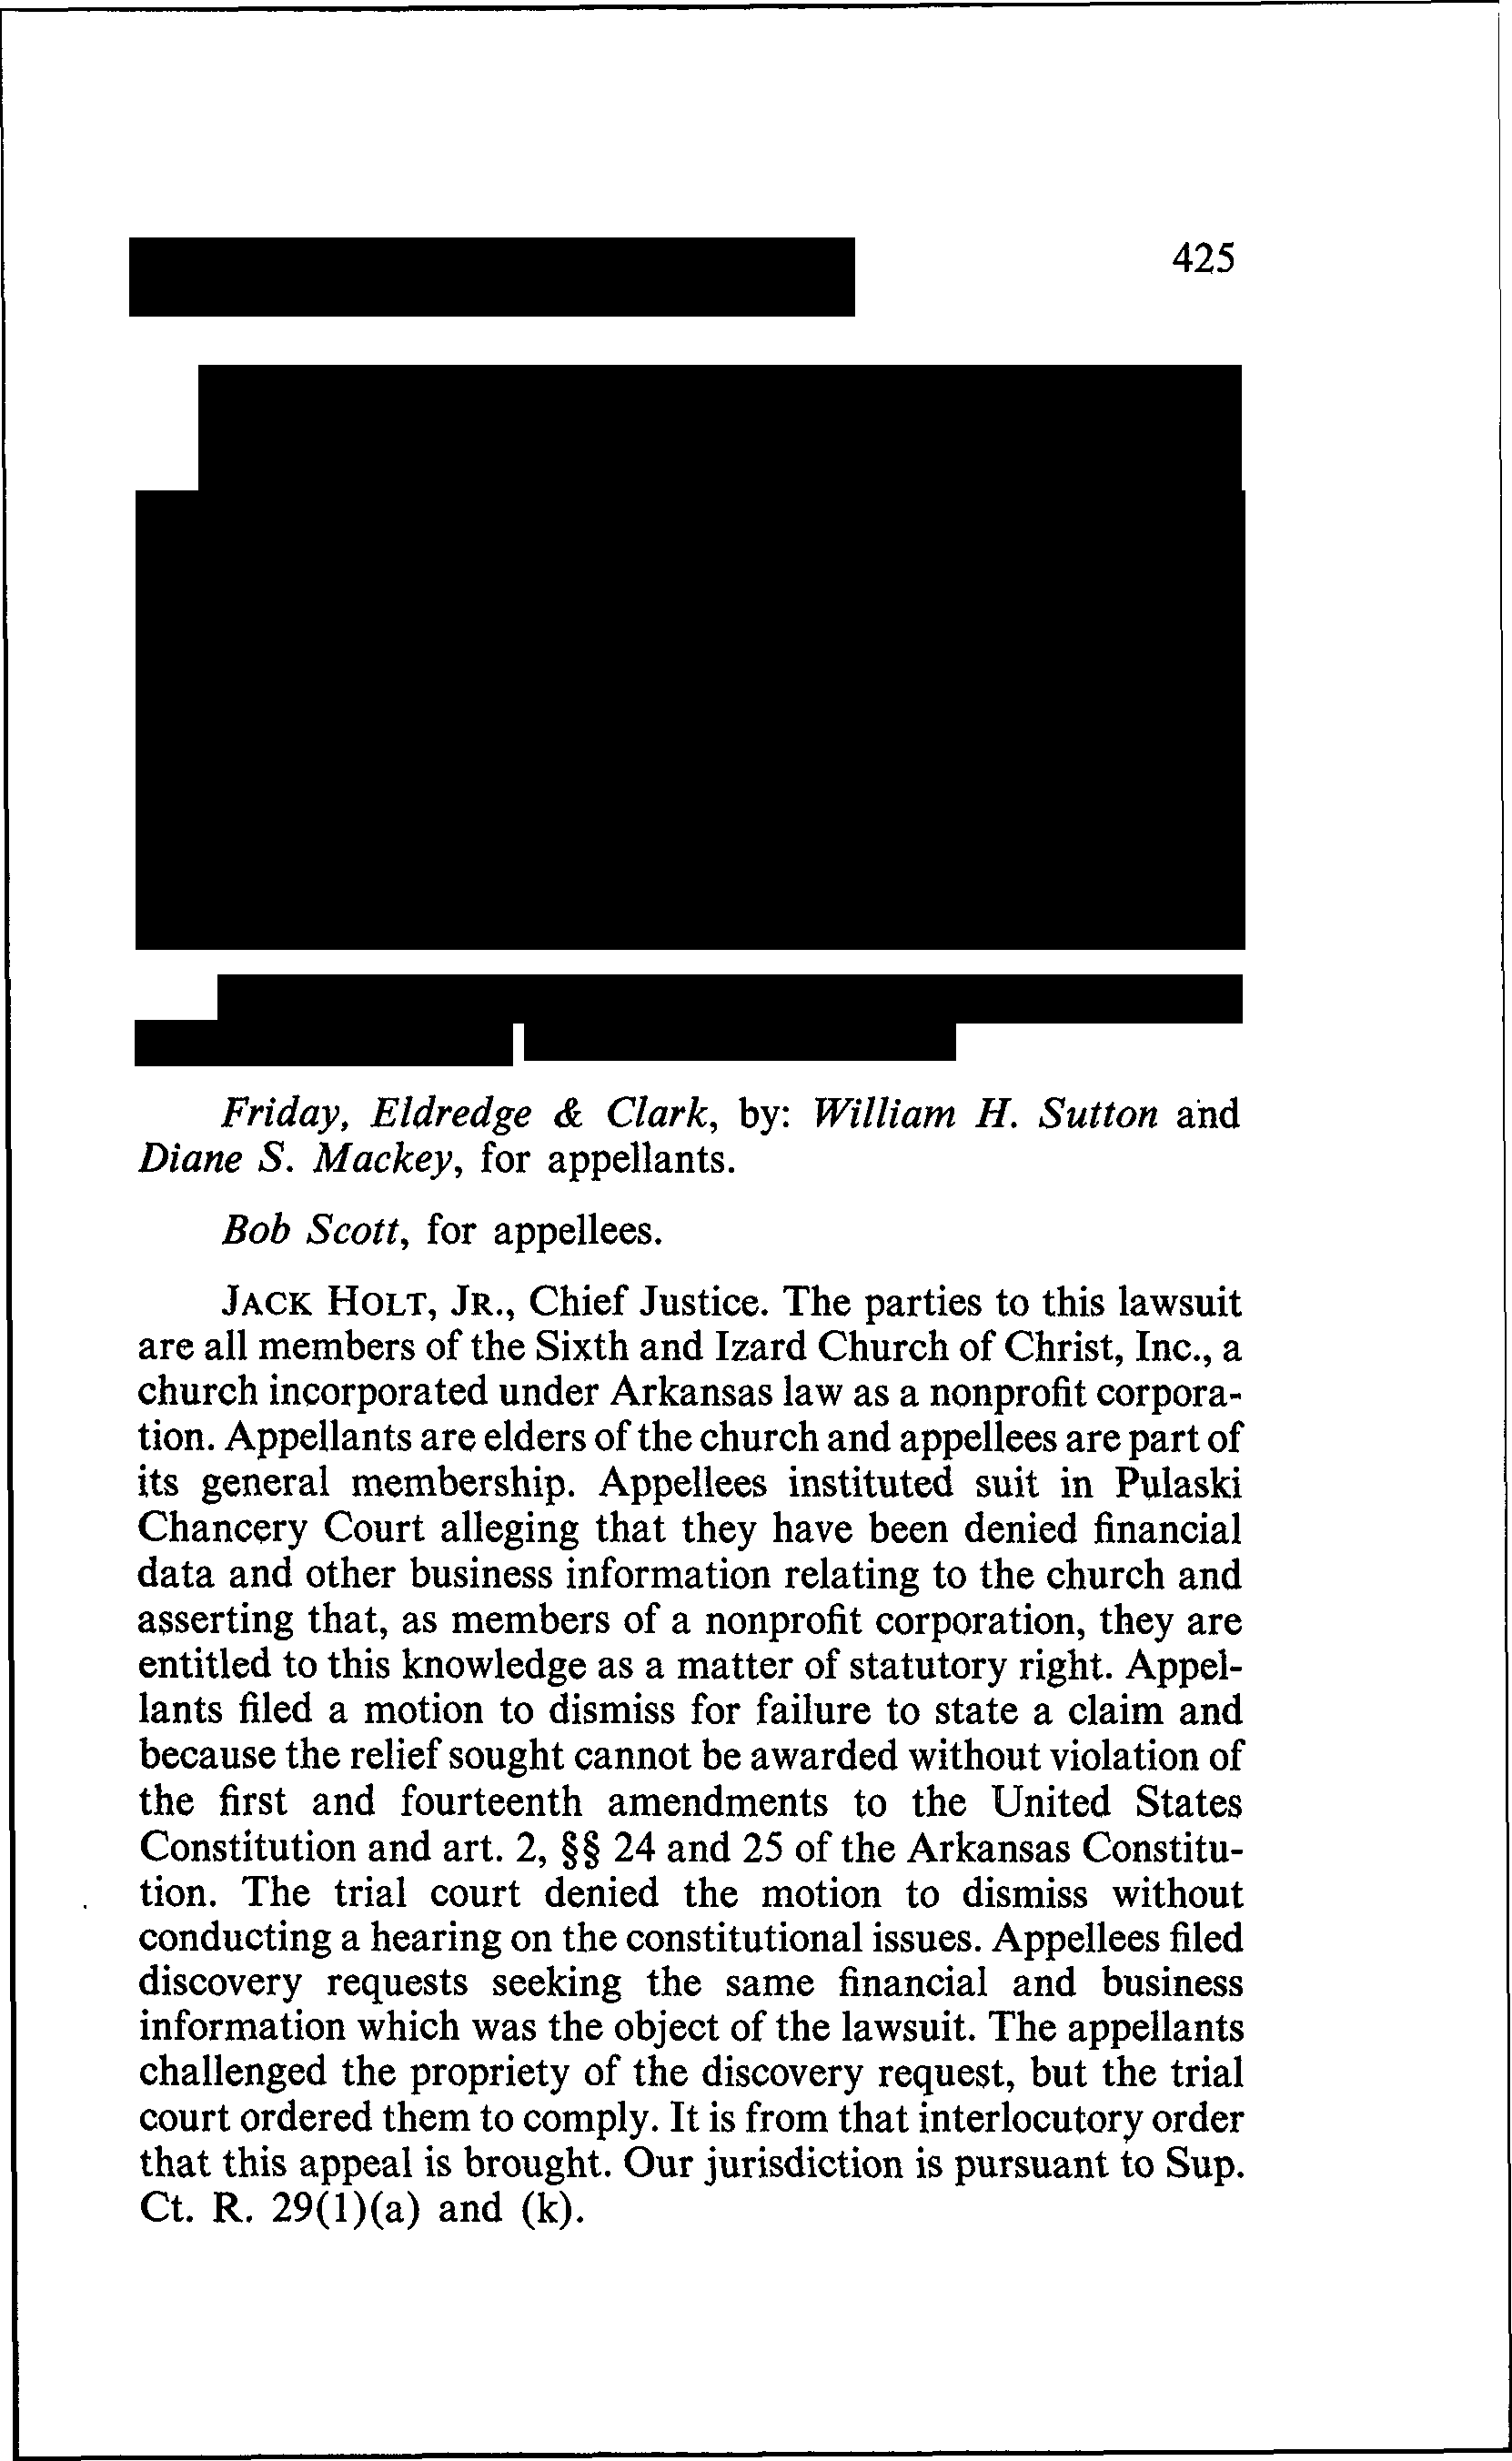 425
Friday, Eldredge & Clark, by: William H. Sutton and
Diane S. Mackey, for appellants.
Bob Scott, for appellees.
JACK HOLT, JR., Chief Justice. The parties to this lawsuit
are all members of the Sixth and Izard Church of Christ, Inc., a
church incorporated under Arkansas law as a nonprofit corpora-
tion. Appellants are elders of the church and appellees are part of
its general membership. Appellees instituted suit in Pulaski
Chancery Court alleging that they have been denied financial
data and other business information relating to the church and
asserting that, as members of a nonprofit corporation, they are
entitled to this knowledge as a matter of statutory right. Appel-
lants filed a motion to dismiss for failure to state a claim and
because the relief sought cannot be awarded without violation of
the first and fourteenth amendments to the United States
Constitution and art. 2, §§ 24 and 25 of the Arkansas Constitu-
tion. The trial court denied the motion to dismiss without
conducting a hearing on the constitutional issues. Appellees filed
discovery requests seeking the same financial and business
information which was the object of the lawsuit. The appellants
challenged the propriety of the discovery request, but the trial
court ordered them to comply. It is from that interlocutory order
that this appeal is brought. Our jurisdiction is pursuant to Sup.
Ct. R. 29(1)(a) and (k).